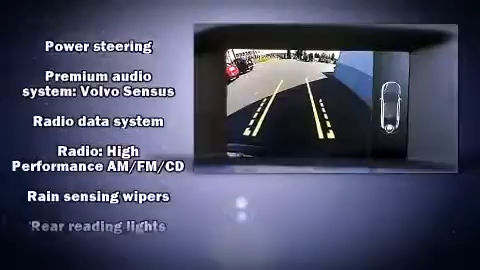 Power steering
Premium audio
system: Volvo Sensus
Radio data system
Radio: High
Performance AM/FM/CD
Rain sensing wipers
Rear reading lights